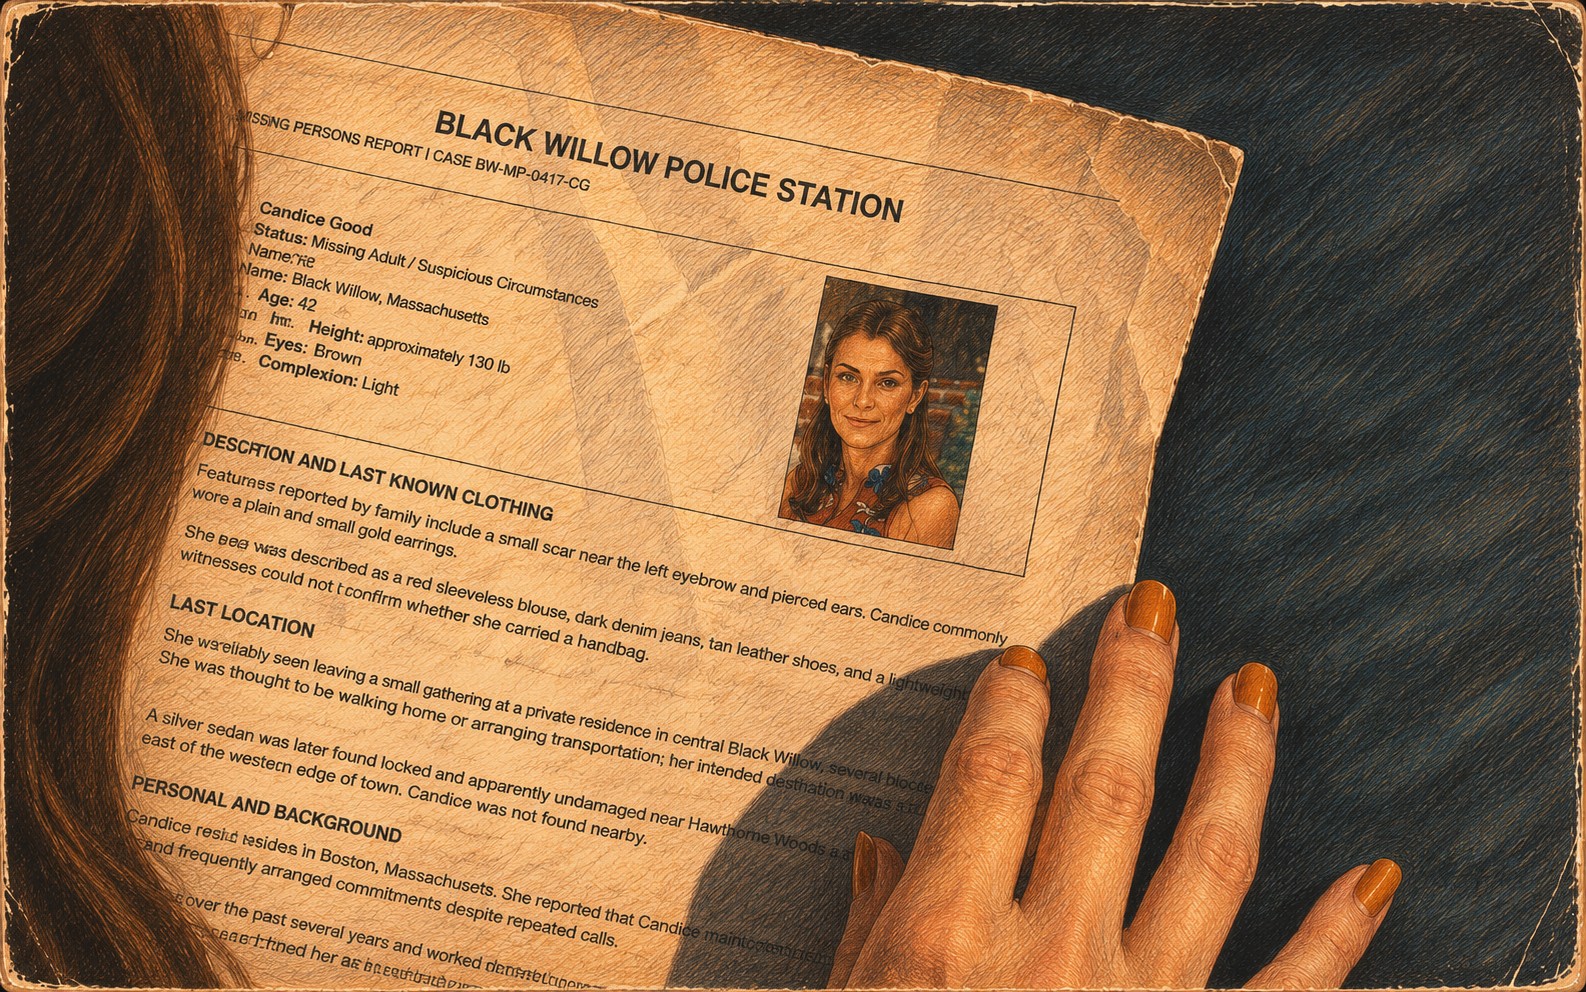 BLACK WILLOW POLICE STATION
MISSING PERSONS REPORT | CASE BW-MP-0417-CG
Candice Good
Status: Missing Adult / Suspicious Circumstances
Name: Black Willow, Massachusetts
Age: 42
Height: approximately 130 lb
Eyes: Brown
Complexion: Light
AND LAST KNOWN CLOTHING
reported by family include a small scar near the left eyebrow and pierced ears. Candice commonly
wore a plain and small gold earrings.
She was described as a red sleeveless blouse, dark denim jeans, tan leather shoes, and a lightweight
witnesses could not confirm whether she carried a handbag.
LAST LOCATION
She seen leaving a small gathering at a private residence in central Black Willow, several
She was thought to be walking home or arranging transportation; her intended
A silver sedan was later found locked and apparently undamaged near Hawthorne Woods
east of the western edge of town. Candice was not found nearby.
PERSONAL AND BACKGROUND
Candice resides in Boston, Massachusets. She reported that Candice
and frequently arranged commitments despite repeated calls.
over the past several years and worked
her as